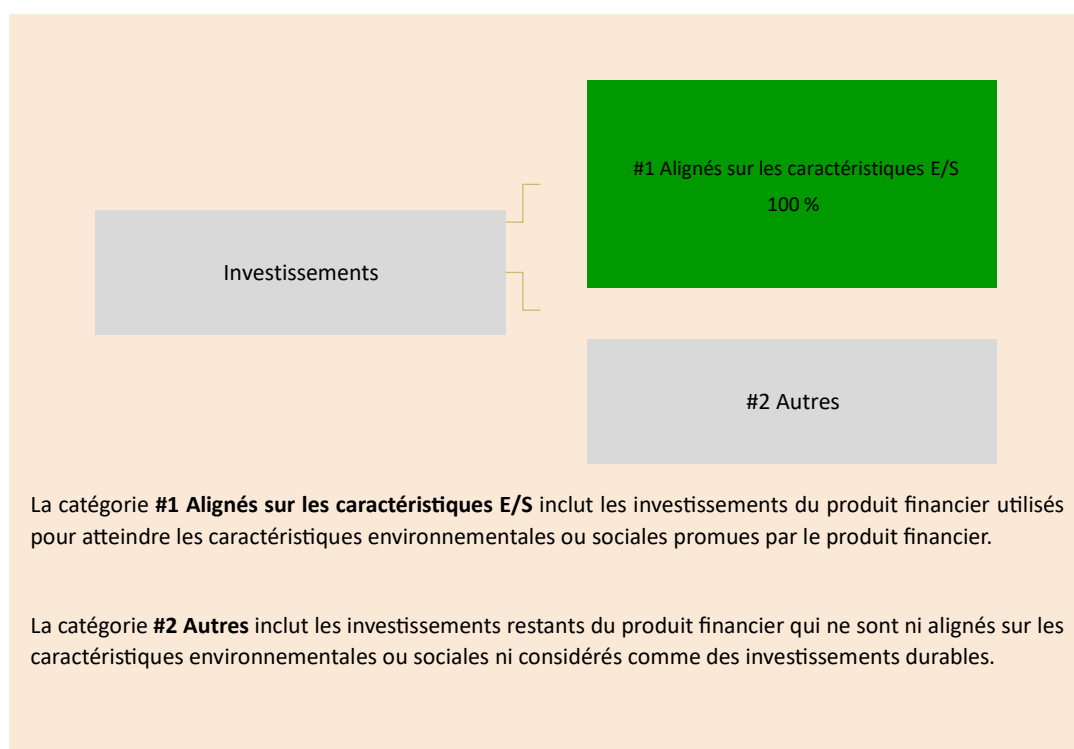 #1 Alignés sur les caractéristiques E/S
100 %
Investissements
#2 Autres
La catégorie #1 Alignés sur les caractéristiques E/S inclut les investissements du produit financier utilisés
pour atteindre les caractéristiques environnementales ou sociales promues par le produit financier.
La catégorie #2 Autres inclut les investissements restants du produit financier qui ne sont ni alignés sur les
caractéristiques environnementales ou sociales ni considérés comme des investissements durables.